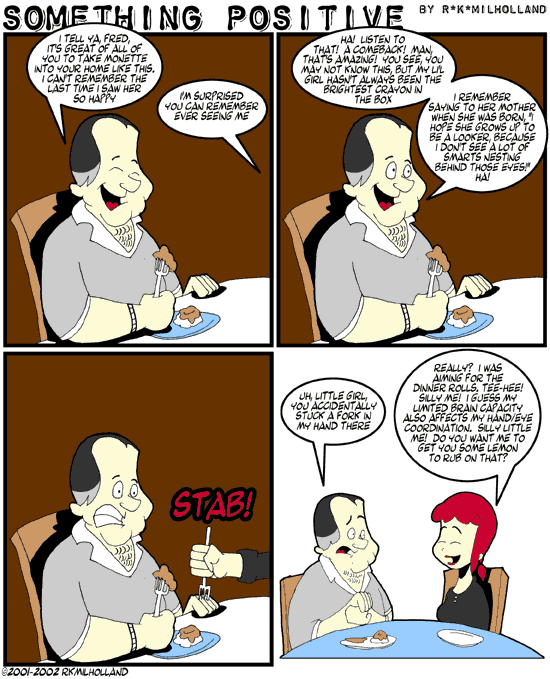 SOMETHING POSITIVE BY R*K*MILHOLLAND
I TELL YA, FRED,
IT'S GREAT OF ALL OF
YOU TO TAKE MONETTE
INTO YOUR HOME LIKE THIS.
I CAN'T REMEMBER THE
LAST TIME I SAW HER
SO HAPPY
I'M SURPRISED
YOU CAN REMEMBER
EVER SEEING ME
HA! LISTEN TO
THAT! A COMEBACK! MAN,
THAT'S AMAZING! YOU SEE, YOU
MAY NOT KNOW THIS, BUT MY LI'L
GIRL HASN'T ALWAYS BEEN THE
BRIGHTEST CRAYON IN
THE BOX
I REMEMBER
SAYING TO HER MOTHER
WHEN SHE WAS BORN, "I
HOPE SHE GROWS UP TO
BE A LOOKER, BECAUSE
I DON'T SEE A LOT OF
SMARTS NESTING
BEHIND THOSE EYES!"
HA!
STAB!
UH, LITTLE GIRL,
YOU ACCIDENTALLY
STUCK A FORK IN
MY HAND THERE
REALLY? I WAS
AIMING FOR THE
DINNER ROLLS. TEE-HEE!
SILLY ME! I GUESS MY
LIMITED BRAIN CAPACITY
ALSO AFFECTS MY HAND/EYE
COORDINATION. SILLY LITTLE
ME! DO YOU WANT ME TO
GET YOU SOME LEMON
TO RUB ON THAT?
©2001-2002 RKMILHOLLAND